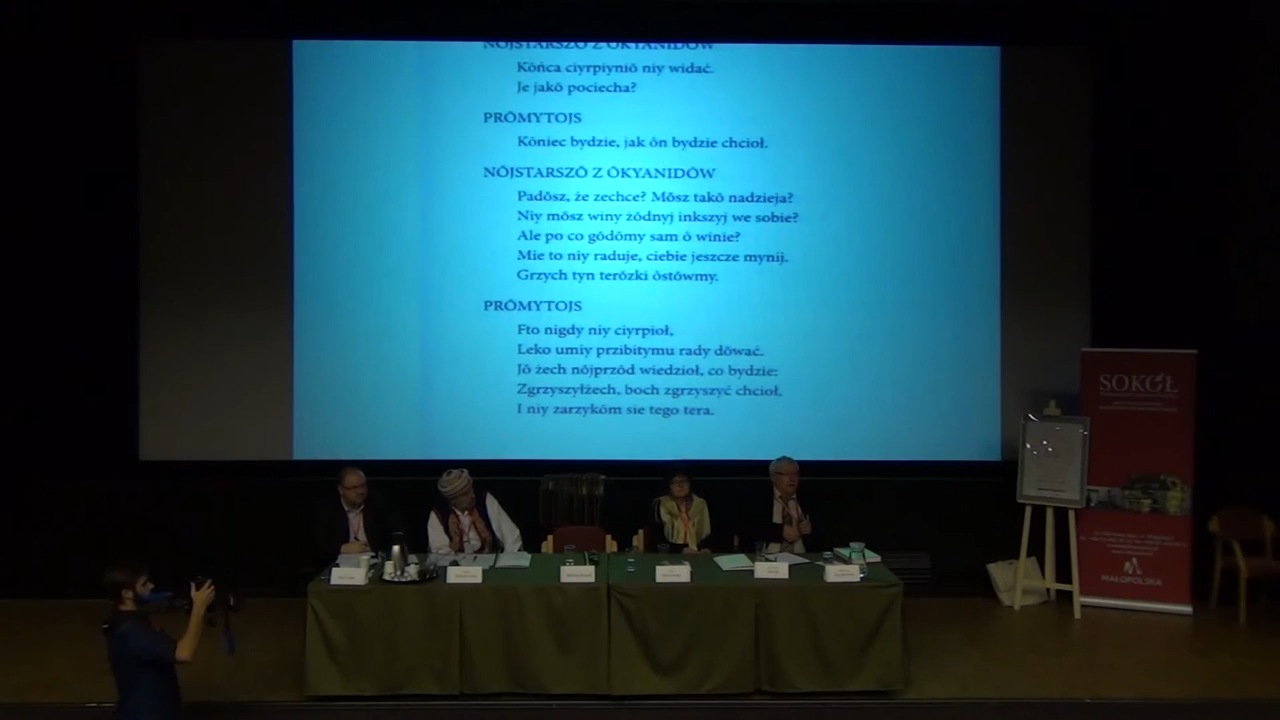 NŌJSTARSZŌ Z ŌKYANIDŌW
Kōńca ciyrpiyniō niy widać.
Je jakō pociecha?
PRŌMYTOJS
Kōniec bydzie, jak ōn bydzie chcioł.
NŌJSTARSZŌ Z ŌKYANIDŌW
Padōsz, że zechce? Mōsz takō nadzieja?
Niy mōsz winy żōdnyj inkszyj we sobie?
Ale po co gōdōmy sam ō winie?
Mie to niy raduje, ciebie jeszcze mynij.
Grzych tyn terōzki ōstōwmy.
PRŌMYTOJS
Fto nigdy niy ciyrpioł,
Leko umiy przibitymu rady dōwać.
Jō żech nōjprzōd wiedzioł, co bydzie:
Zgrzyszyłżech, boch zgrzyszyć chcioł.
I niy zarzykōm sie tego tera.
SOKÓŁ
MAŁOPOLSKA